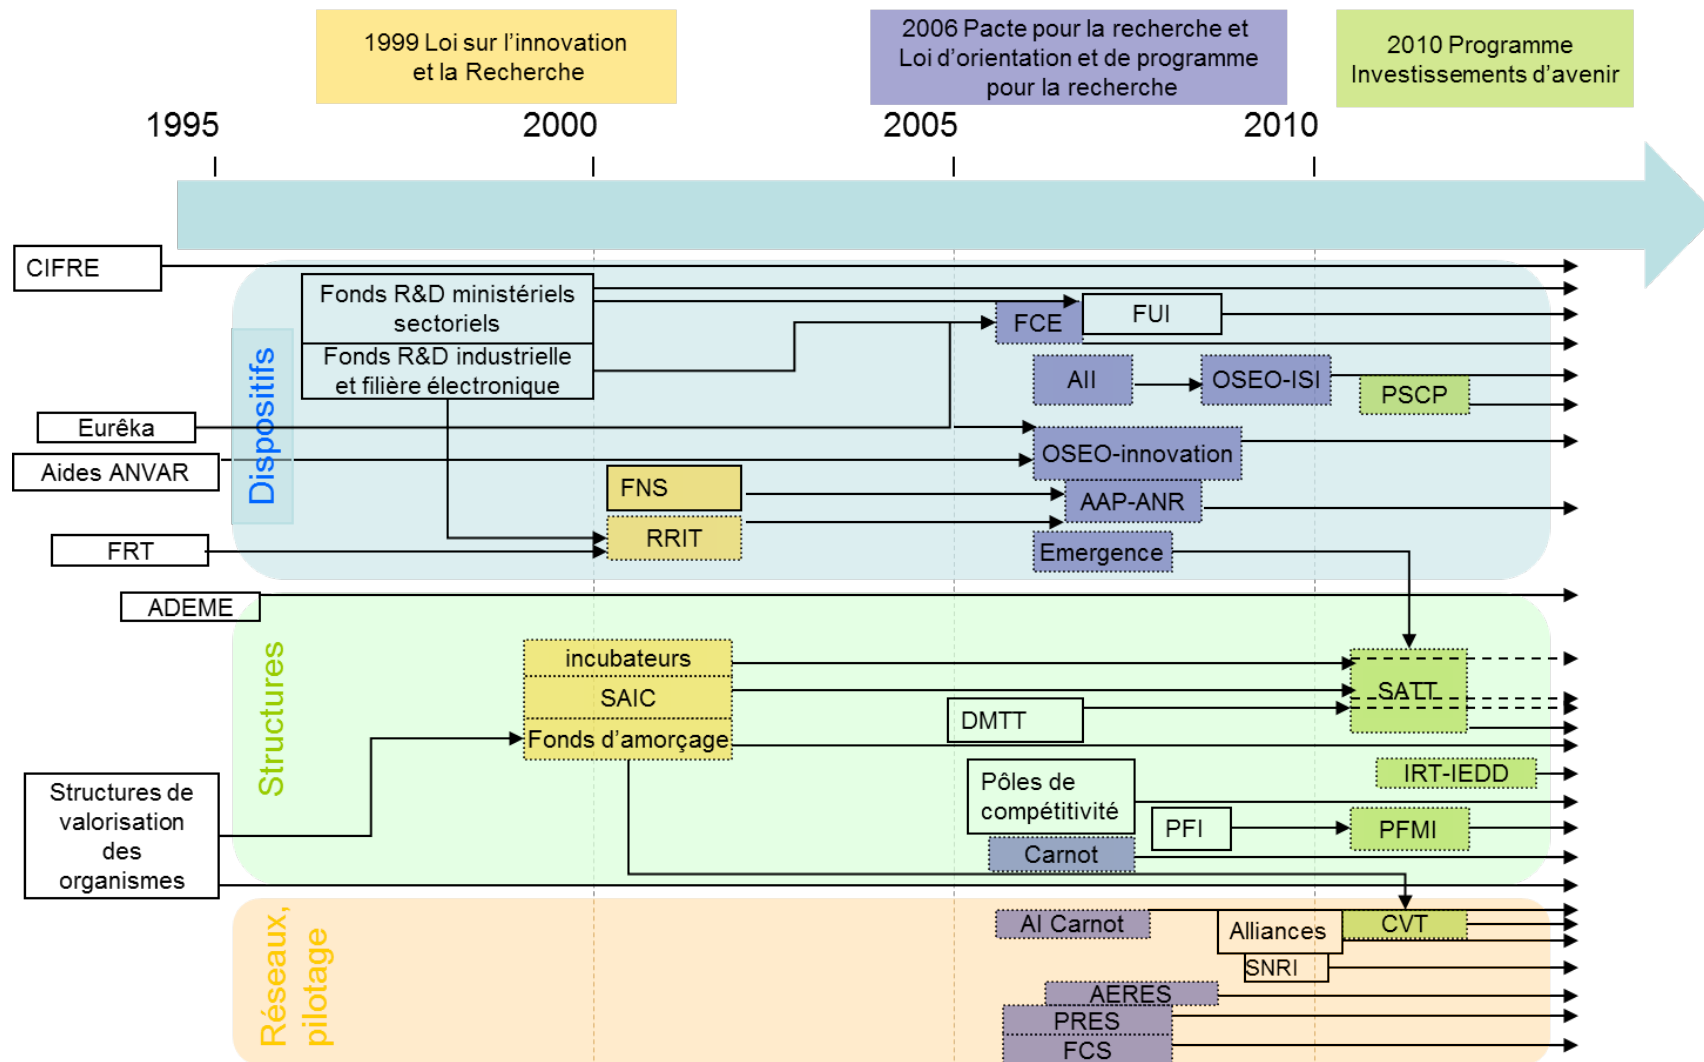 1999 Loi sur l'innovation
et la Recherche
2006 Pacte pour la recherche et
Loi d'orientation et de programme
pour la recherche
2010 Programme
Investissements d'avenir
1995
2000
2005
2010
CIFRE
Dispositifs
Fonds R&D ministériels
sectoriels
Fonds R&D industrielle
et filière électronique
FCE
FUI
AII
OSEO-ISI
PSCP
Eurêka
Aides ANVAR
OSEO-innovation
FNS
AAP-ANR
RRIT
FRT
Emergence
ADEME
Structures
incubateurs
SAIC
Fonds d'amorçage
DMTT
SATT
IRT-IEDD
Pôles de
compétitivité
PFI
PFMI
Carnot
Structures de
valorisation
des
organismes
Réseaux,
pilotage
AI Carnot
Alliances
CVT
SNRI
AERES
PRES
FCS